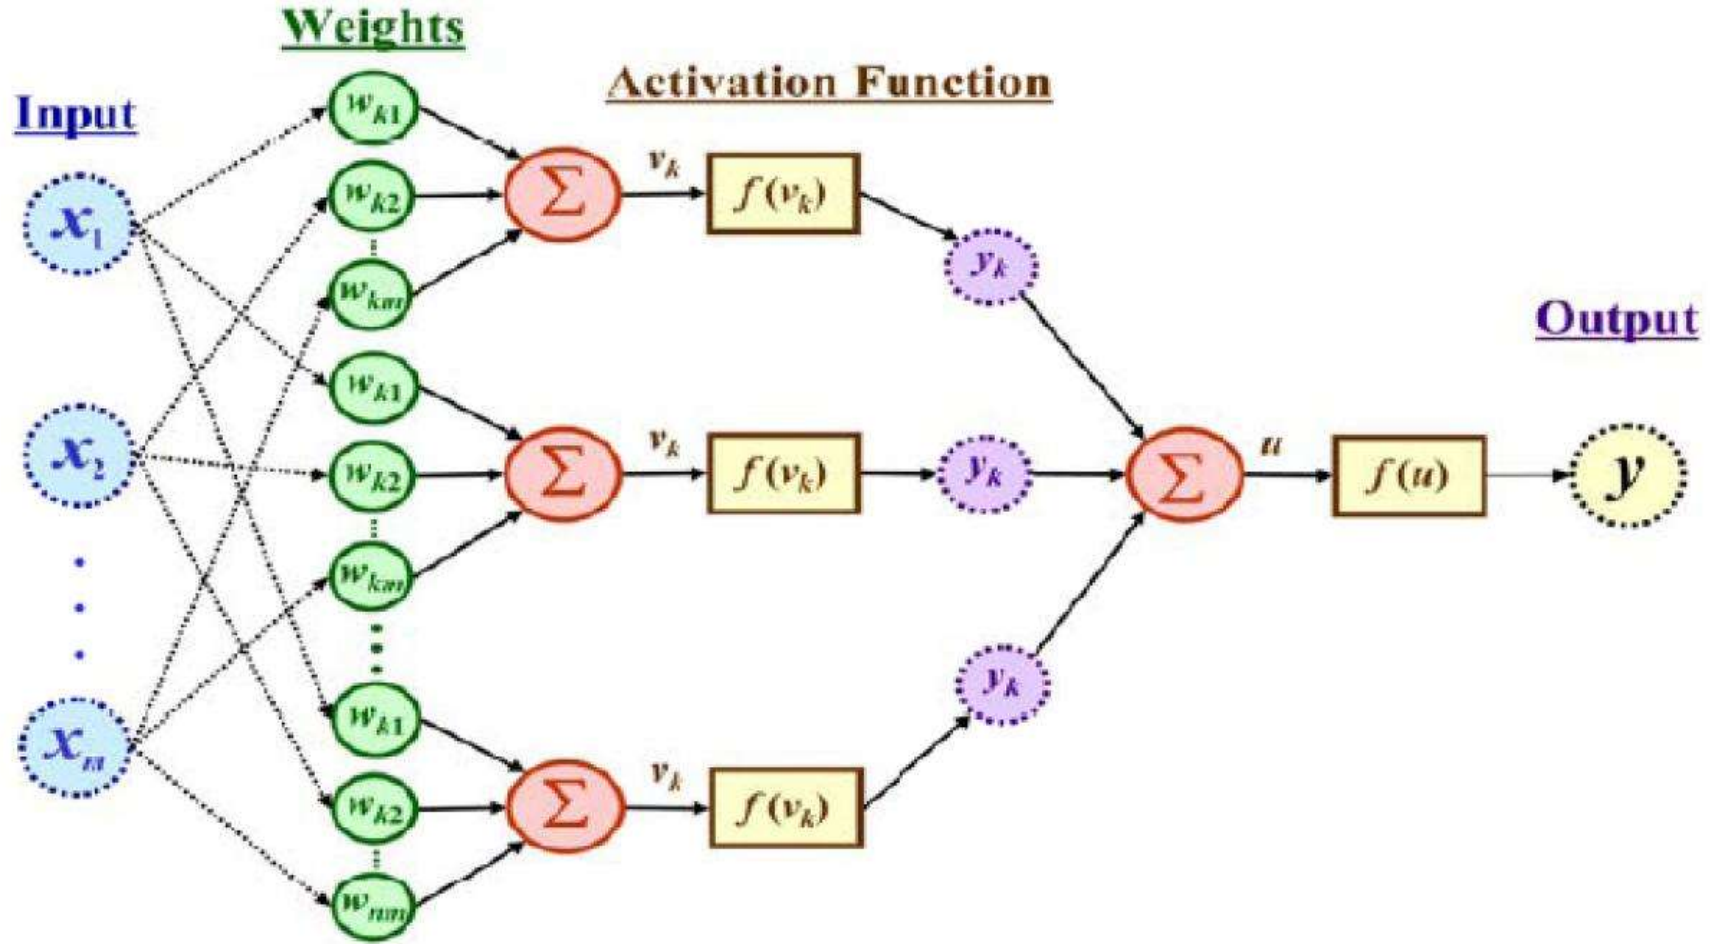 Weights
Activation Function
Input
Output
w_k1
w_k2
w_km
x_1
Σ
v_k
f(v_k)
y_k
w_k1
w_k2
w_km
x_2
Σ
v_k
f(v_k)
y_k
Σ
u
f(u)
y
w_k1
w_k2
w_nm
x_m
Σ
v_k
f(v_k)
y_k